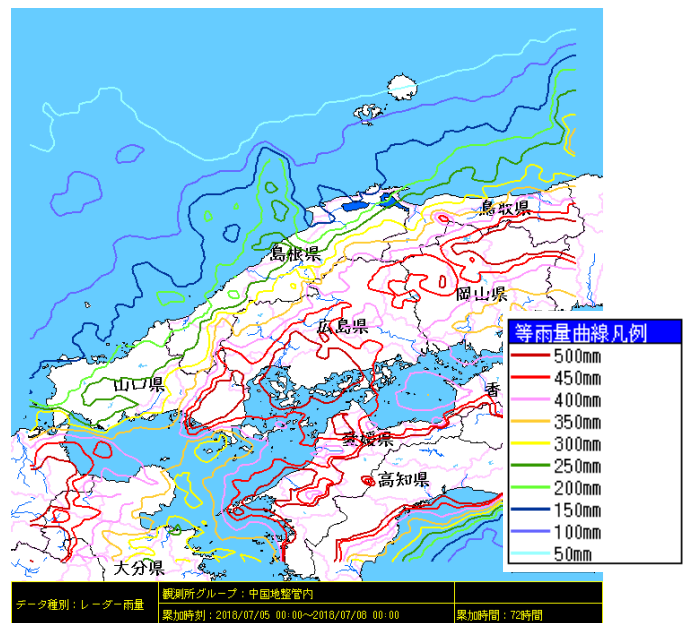 鳥取県
島根県
岡山県
広島県
等雨量曲線凡例
500mm
450mm
400mm
350mm
300mm
250mm
200mm
150mm
100mm
50mm
山口県
香
愛媛県
高知県
大分県
データ種別：レーダー雨量
観測所グループ：中国地整管内
累加時刻：2018/07/05 00:00～2018/07/08 00:00
累加時間：72時間